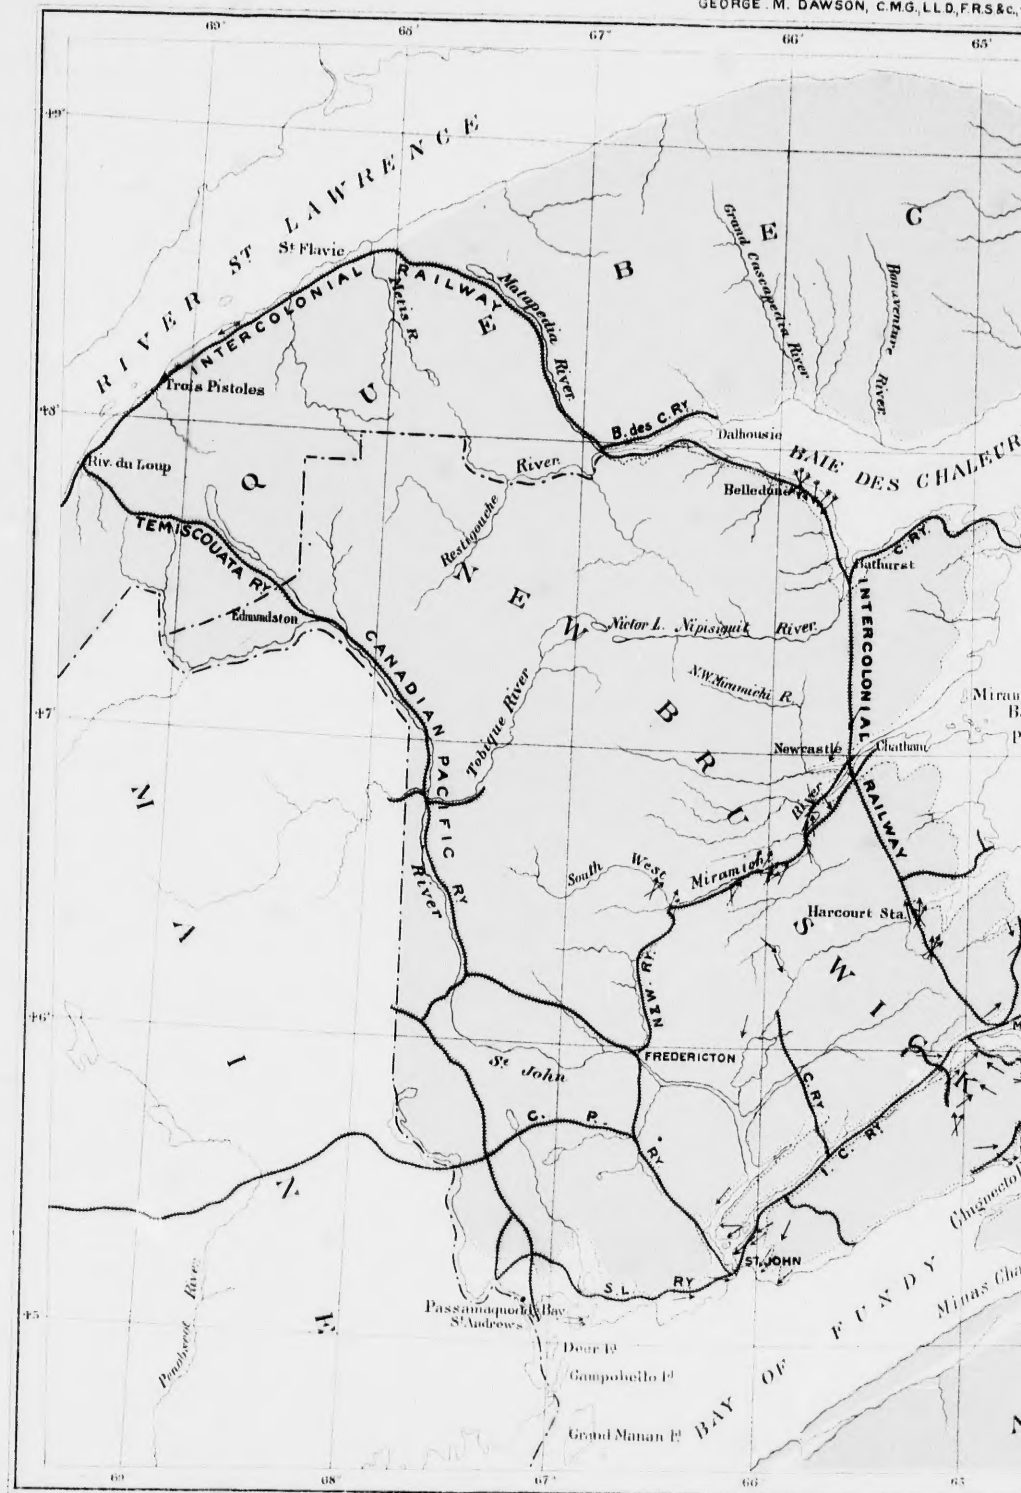 GEORGE. M. DAWSON, C.M.G., L L D., F.R.S &c.,
69°
68°
67°
66°
65°
49°
RIVER ST LAWRENCE
QUEBEC
St Flavie
INTERCOLONIAL RAILWAY
Metis R.
Matapedia River.
Grand Cascapedia River
Bonaventure River.
Trois Pistoles
48°
B. des C. RY
Dalhousie
BAIE DES CHALEUR
Riv. du Loup
River.
Restigouche
Belledune
TEMISCOUATA RY
C. RY.
Bathurst
Edmundston
NEW BRUNSWICK
Nictor L. Nipisiquit River.
INTERCOLONIAL RAILWAY
CANADIAN PACIFIC RY
Tobique River
N.W. Miramichi R.
47°
Newcastle
Chatham
MAINE
River
South West Miramichi River
Harcourt Sta.
N & W. RY.
46°
FREDERICTON
St John
C. RY.
C. P. RY
I. C. RY
Chignecto
ST. JOHN
S. L. RY
45
Passamaquoddy Bay
St Andrews
Penobscot River
BAY OF FUNDY
Minas Cha
Deer Id
Campobello Id
Grand Manan Id
N
69
68°
67°
66
65